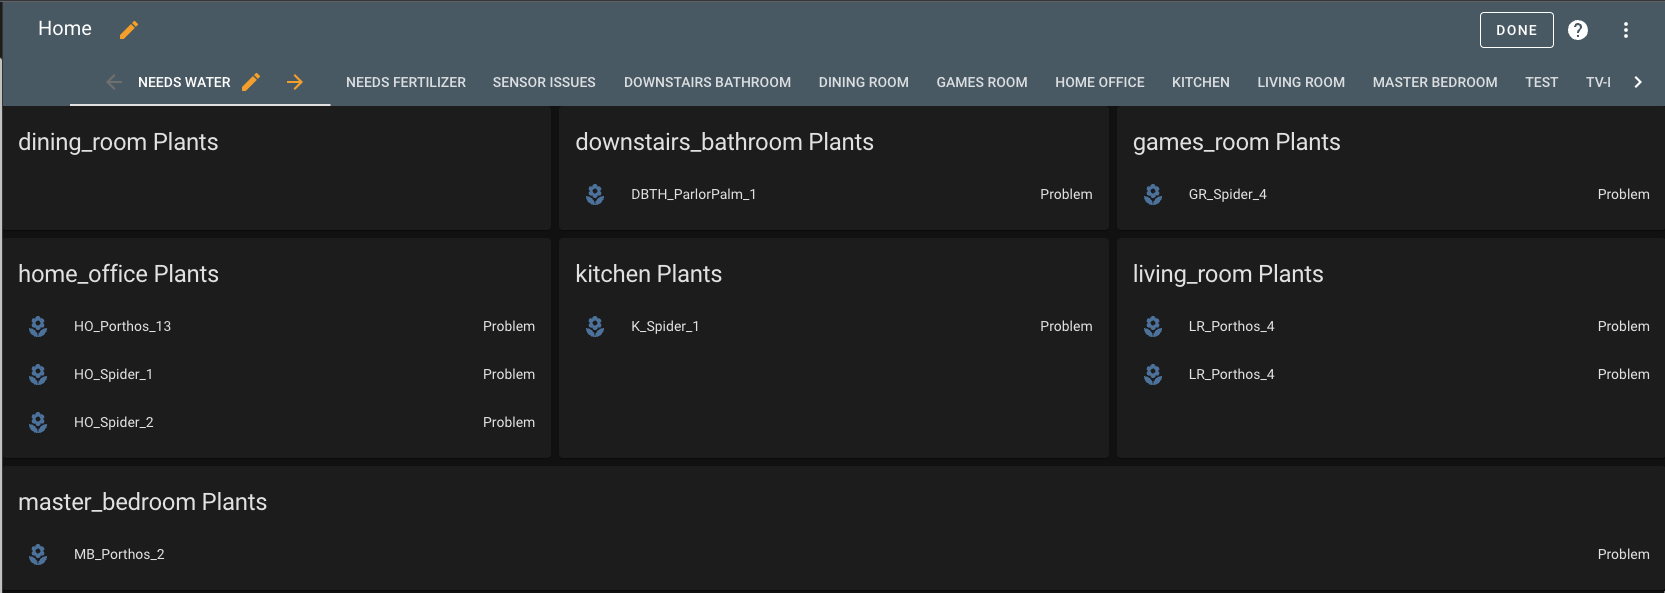 Home
DONE
NEEDS WATER NEEDS FERTILIZER SENSOR ISSUES DOWNSTAIRS BATHROOM DINING ROOM GAMES ROOM HOME OFFICE KITCHEN LIVING ROOM MASTER BEDROOM TEST TV-I
dining_room Plants
downstairs_bathroom Plants
DBTH_ParlorPalm_1 Problem
games_room Plants
GR_Spider_4 Problem
home_office Plants
HO_Porthos_13 Problem
HO_Spider_1 Problem
HO_Spider_2 Problem
kitchen Plants
K_Spider_1 Problem
living_room Plants
LR_Porthos_4 Problem
LR_Porthos_4 Problem
master_bedroom Plants
MB_Porthos_2 Problem